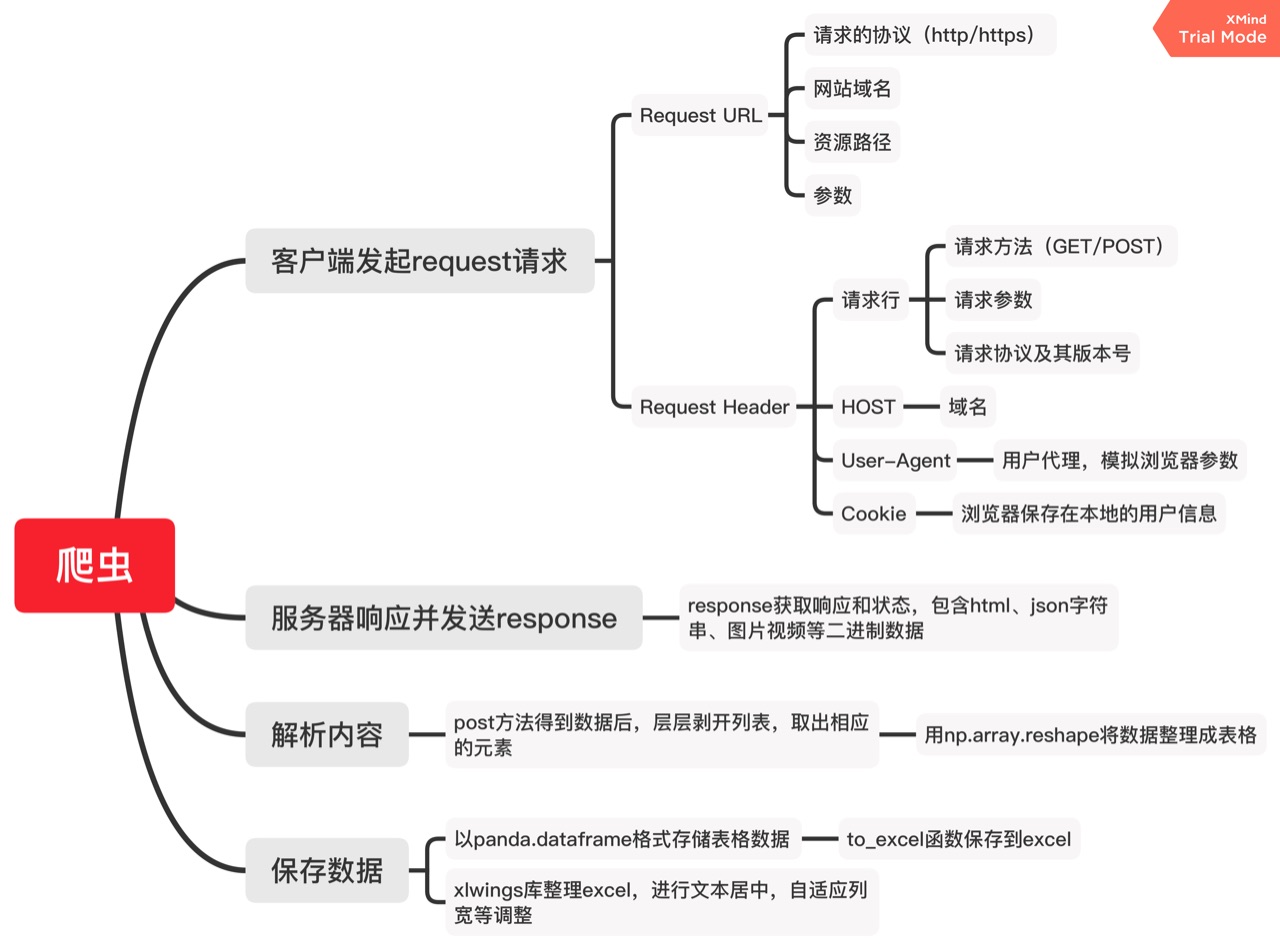 XMind
Trial Mode
爬虫
客户端发起request请求
Request URL
请求的协议（http/https）
网站域名
资源路径
参数
Request Header
请求行
请求方法（GET/POST）
请求参数
请求协议及其版本号
HOST
域名
User-Agent
用户代理，模拟浏览器参数
Cookie
浏览器保存在本地的用户信息
服务器响应并发送response
response获取响应和状态，包含html、json字符
串、图片视频等二进制数据
解析内容
post方法得到数据后，层层剥开列表，取出相应
的元素
用np.array.reshape将数据整理成表格
保存数据
以panda.dataframe格式存储表格数据
to_excel函数保存到excel
xlwings库整理excel，进行文本居中，自适应列
宽等调整